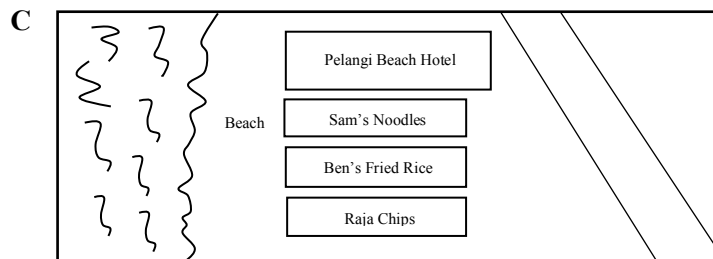 C
Pelangi Beach Hotel
Beach
Sam’s Noodles
Ben’s Fried Rice
Raja Chips